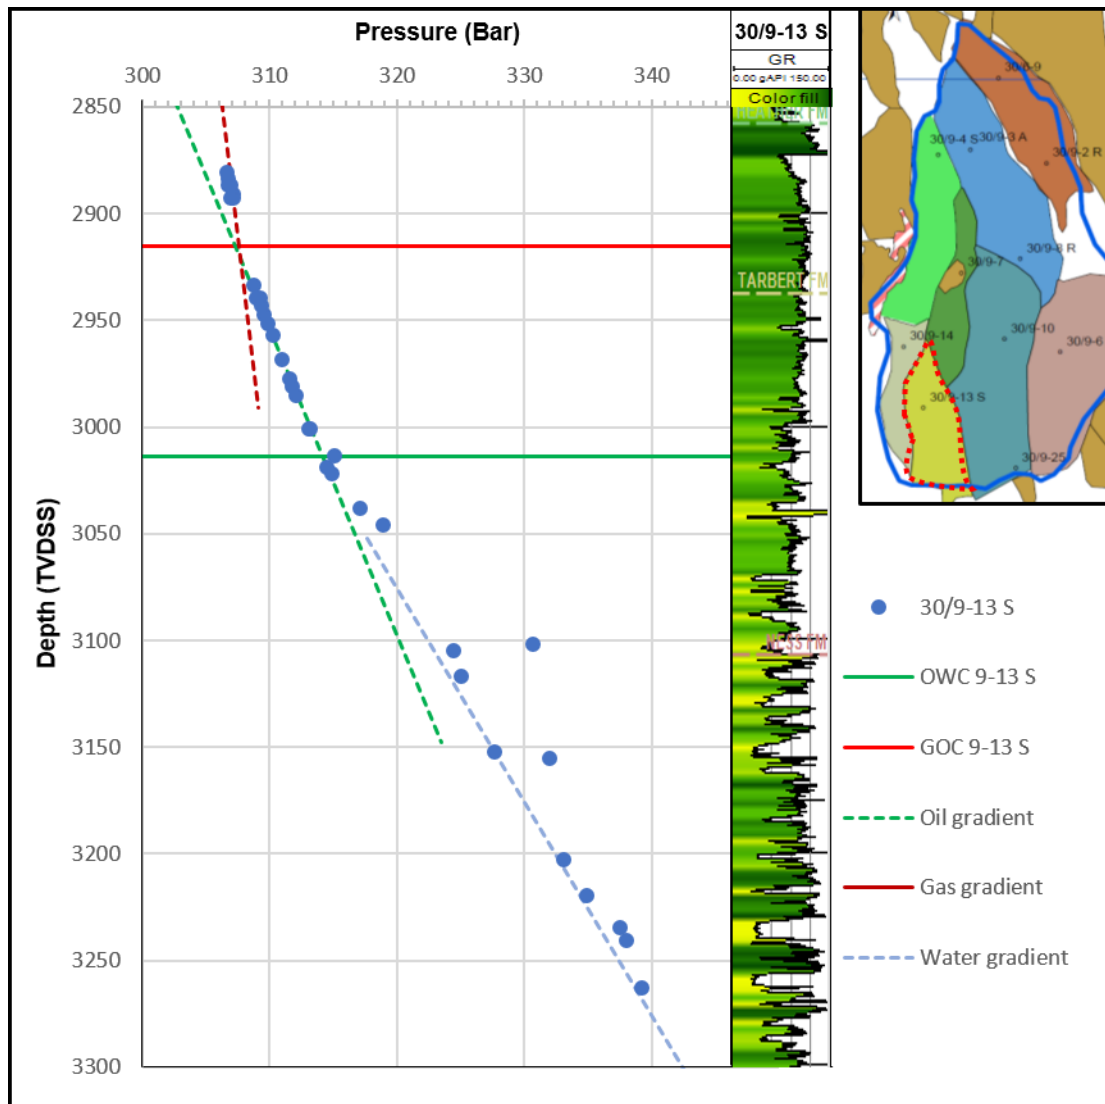 Pressure (Bar)
300 310 320 330 340
Depth (TVDSS)
2850
2900
2950
3000
3050
3100
3150
3200
3250
3300
30/9-13 S
GR
0.00 gAPI 150.00
Color fill
HEATHER FM
TARBERT FM
NESS FM
30/6-9
30/9-4 S
30/9-3 A
30/9-2 R
30/9-8 R
30/9-7
30/9-10
30/9-14
30/9-6
30/9-13 S
30/9-25
30/9-13 S
OWC 9-13 S
GOC 9-13 S
Oil gradient
Gas gradient
Water gradient